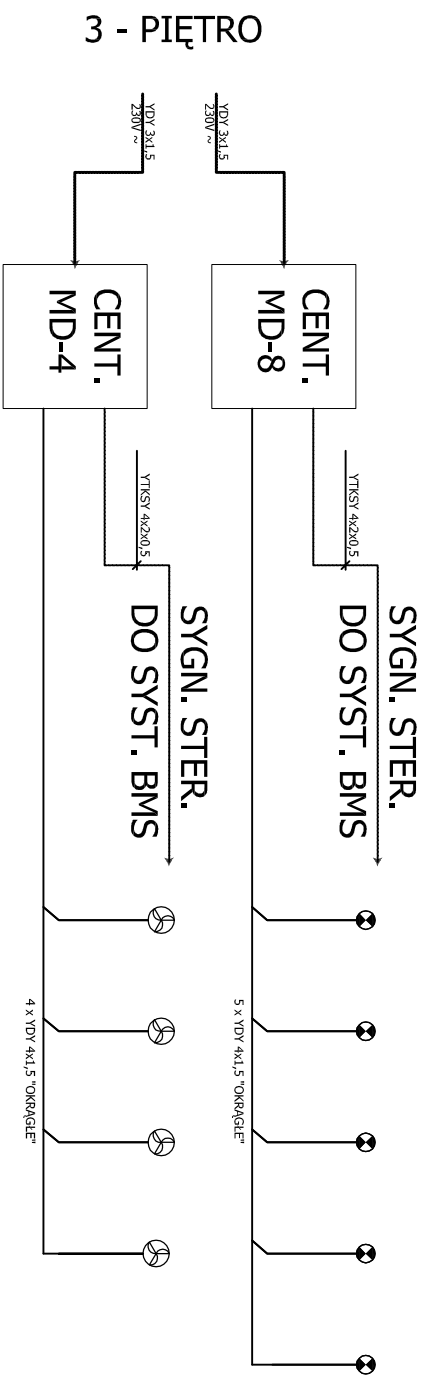 3 - PIĘTRO
YDY 3x1,5
230V ~
YDY 3x1,5
230V ~
CENT.
MD-4
CENT.
MD-8
YTKSY 4x2x0,5
YTKSY 4x2x0,5
SYGN. STER.
DO SYST. BMS
SYGN. STER.
DO SYST. BMS
4 x YDY 4x1,5 "OKRĄGŁE"
5 x YDY 4x1,5 "OKRĄGŁE"